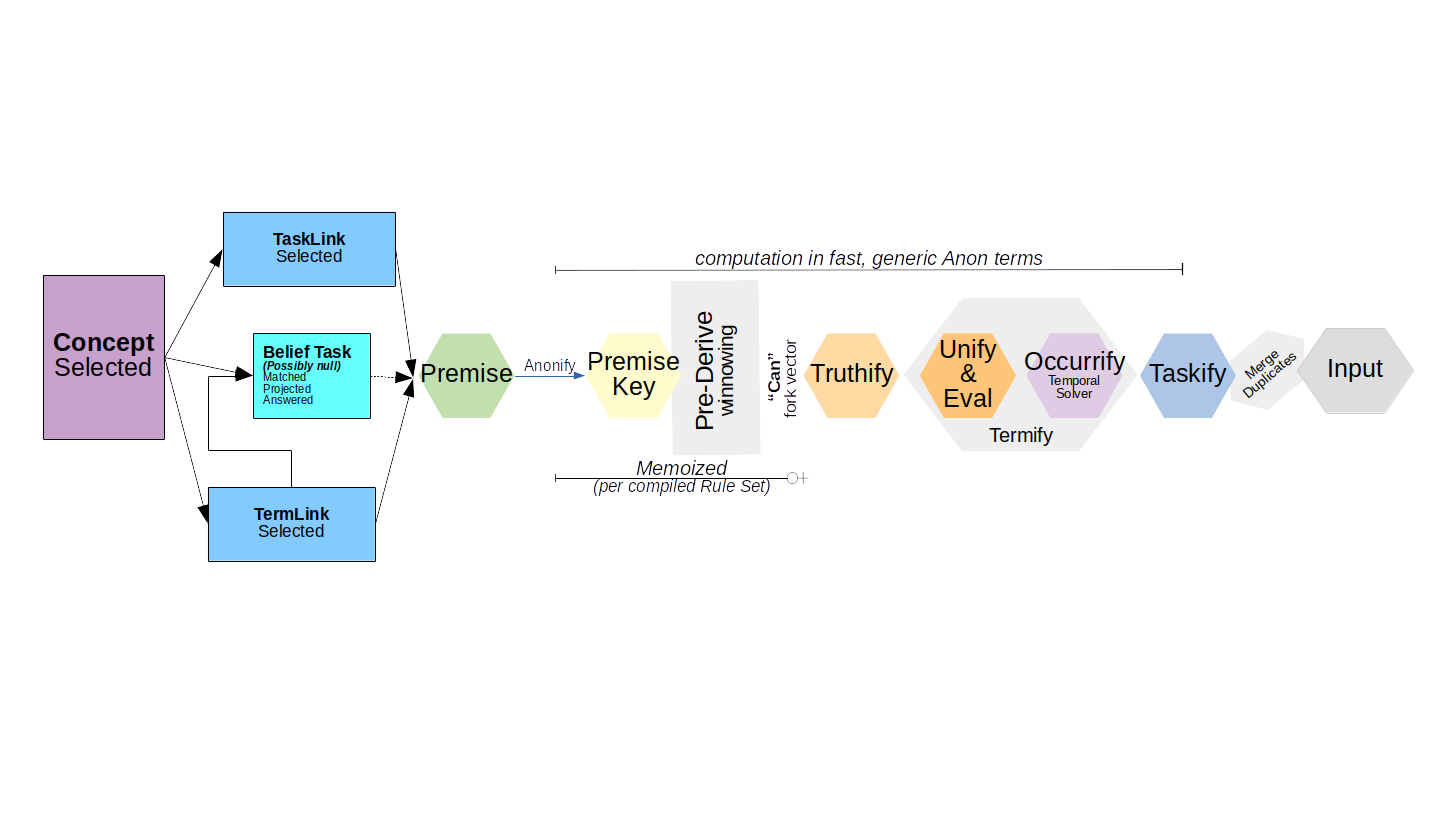 Concept
Selected
TaskLink
Selected
Belief Task
(Possibly null)
Matched
Projected
Answered
TermLink
Selected
Premise
Anonify
computation in fast, generic Anon terms
Premise
Key
Pre-Derive
winnowing
Memoized
(per compiled Rule Set)
“Can”
fork vector
Truthify
Unify
&
Eval
Occurrify
Temporal
Solver
Termify
Taskify
Merge
Duplicates
Input